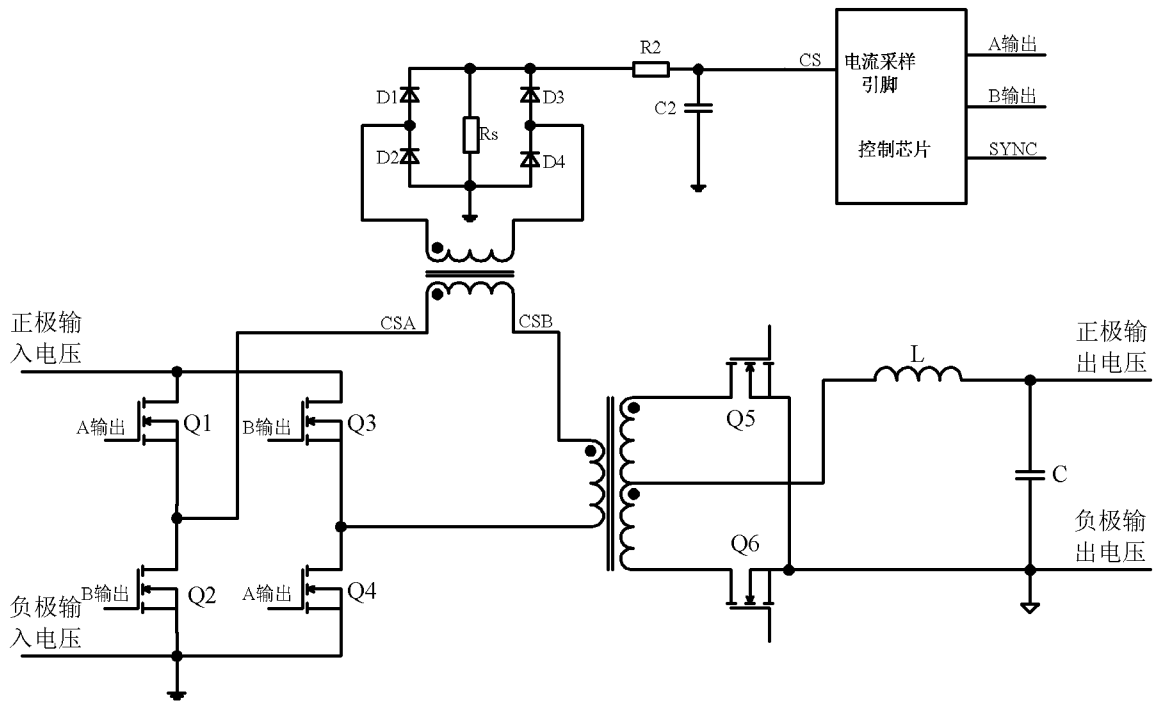 R2
CS
电流采样
引脚
A输出
D1
D3
C2
B输出
Rs
D2
D4
控制芯片
SYNC
正极输
入电压
CSA
CSB
正极输
出电压
L
A输出
Q1
B输出
Q3
Q5
C
负极输
出电压
Q6
B输出
Q2
A输出
Q4
负极输
入电压